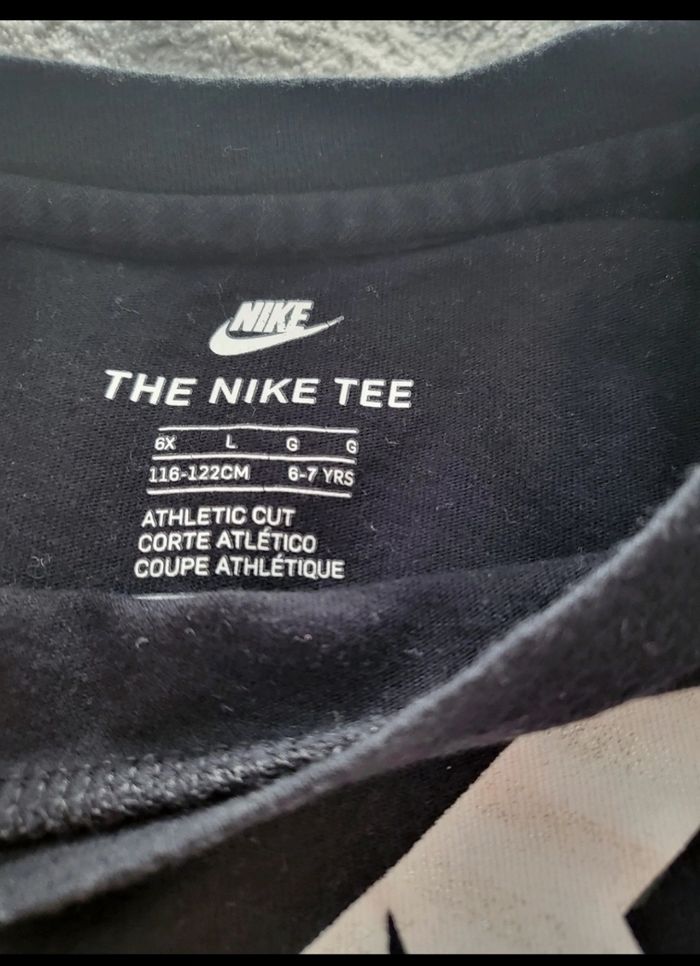 NIKE
THE NIKE TEE
6X L G G
116-122CM 6-7 YRS
ATHLETIC CUT
CORTE ATLÉTICO
COUPE ATHLÉTIQUE